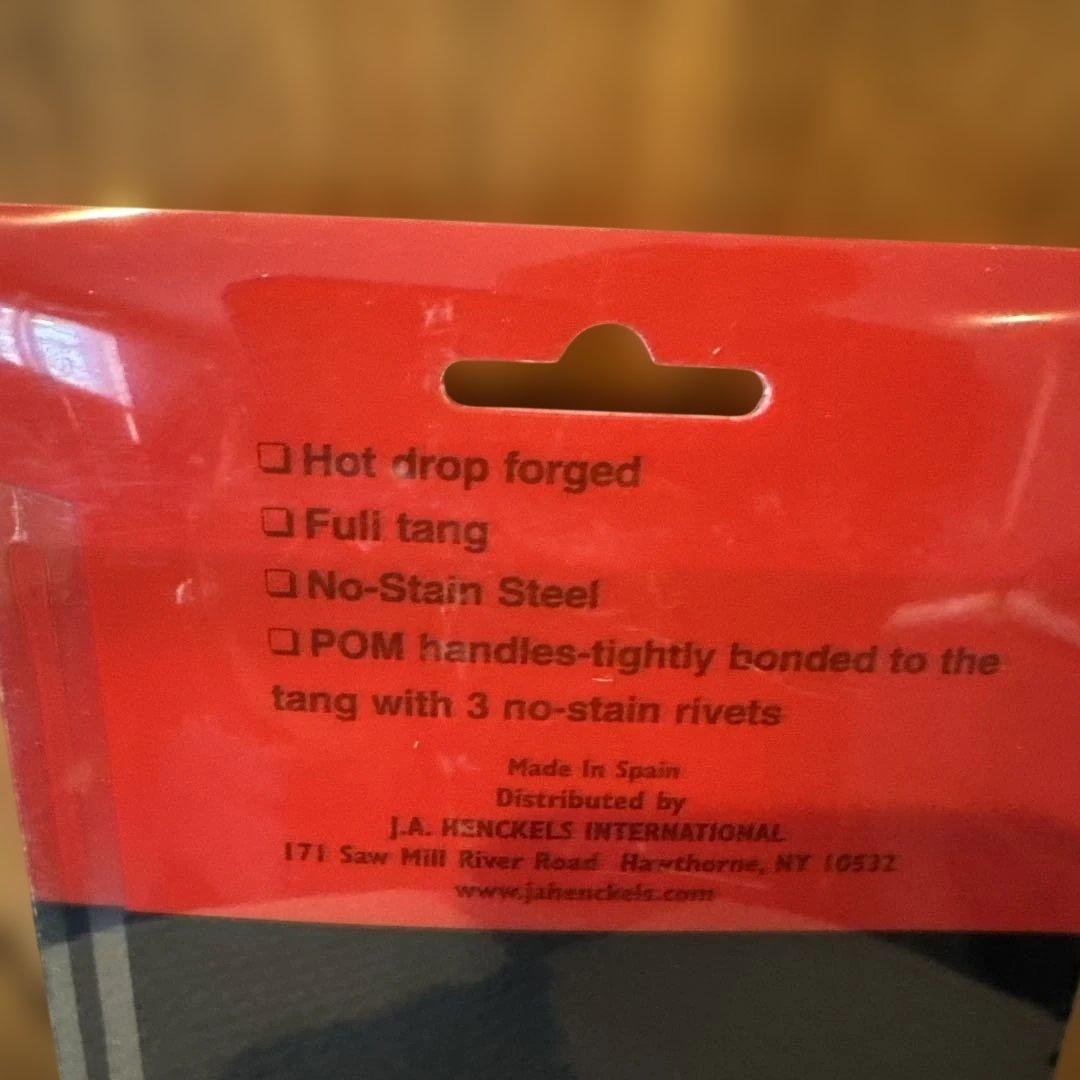 ❏ Hot drop forged
❏ Full tang
❏ No-Stain Steel
❏ POM handles-tightly bonded to the
tang with 3 no-stain rivets
Made In Spain
Distributed by
J.A. HENCKELS INTERNATIONAL
171 Saw Mill River Road Hawthorne, NY 10532
www.jahenckels.com